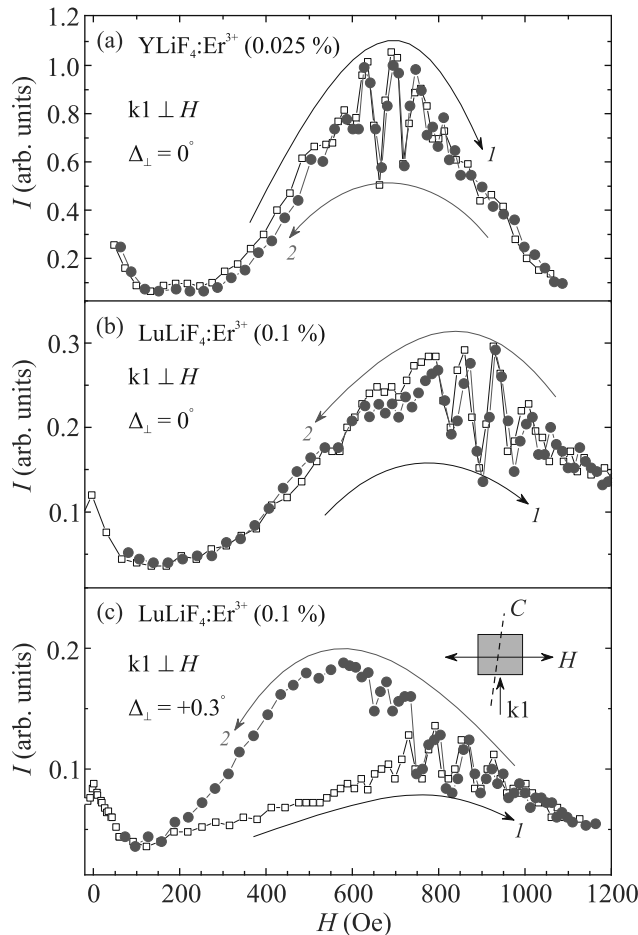 1.2
1.0
0.8
0.6
0.4
0.2
I (arb. units)
(a) YLiF₄:Er³⁺ (0.025 %)
k1 ⊥ H
Δ⊥ = 0°
1
2
0.3
0.2
0.1
I (arb. units)
(b) LuLiF₄:Er³⁺ (0.1 %)
k1 ⊥ H
Δ⊥ = 0°
2
1
0.2
0.1
I (arb. units)
(c) LuLiF₄:Er³⁺ (0.1 %)
k1 ⊥ H
Δ⊥ = +0.3°
2
1
C
H
k1
0 200 400 600 800 1000 1200
H (Oe)